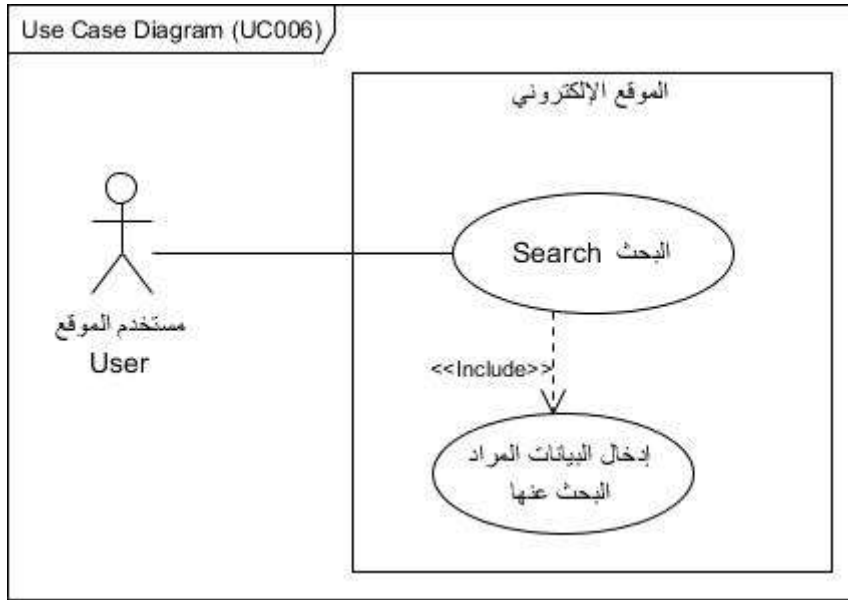 Use Case Diagram (UC006)
الموقع الإلكتروني
البحث Search
مستخدم الموقع
User
<<Include>>
إدخال البيانات المراد
البحث عنها